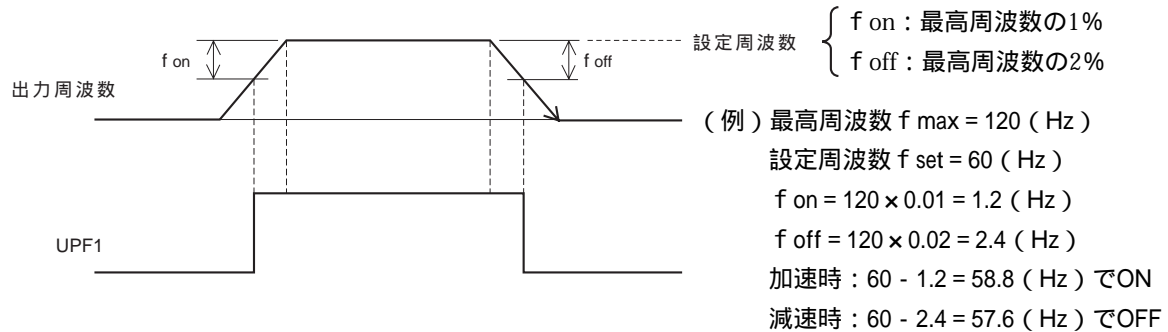 f on
f off
設定周波数
f on：最高周波数の1%
f off：最高周波数の2%
出力周波数
（例）最高周波数 f max = 120（Hz）
設定周波数 f set = 60（Hz）
f on = 120 × 0.01 = 1.2（Hz）
f off = 120 × 0.02 = 2.4（Hz）
UPF1
加速時：60 - 1.2 = 58.8（Hz）でON
減速時：60 - 2.4 = 57.6（Hz）でOFF